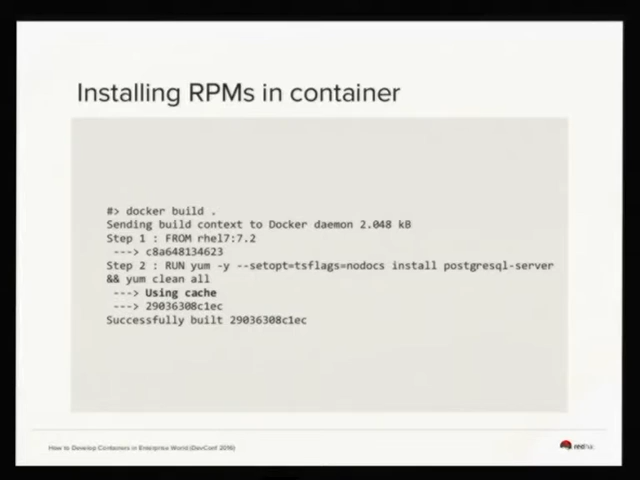 Installing RPMs in container
#> docker build .
Sending build context to Docker daemon 2.048 kB
Step 1 : FROM rhel7:7.2
---> c8a648134623
Step 2 : RUN yum -y --setopt=tsflags=nodocs install postgresql-server
&& yum clean all
---> Using cache
---> 29036308c1ec
Successfully built 29036308c1ec
How to Develop Containers in Enterprise World (DevConf 2016)
redhat